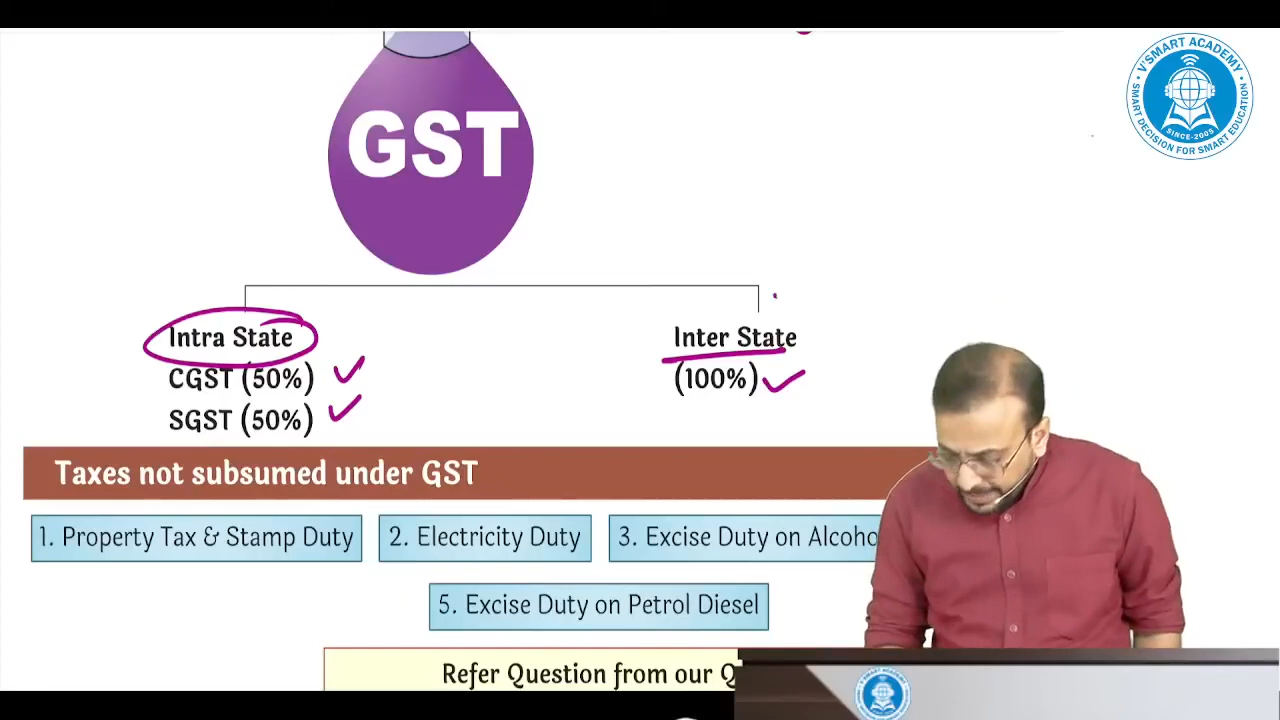 GST
V'SMART ACADEMY
SMART DECISION FOR SMART EDUCATION
SINCE-2005
Intra State
CGST (50%)
SGST (50%)
Inter State
(100%)
Taxes not subsumed under GST
1. Property Tax & Stamp Duty
2. Electricity Duty
3. Excise Duty on Alcoho
5. Excise Duty on Petrol Diesel
Refer Question from our Q